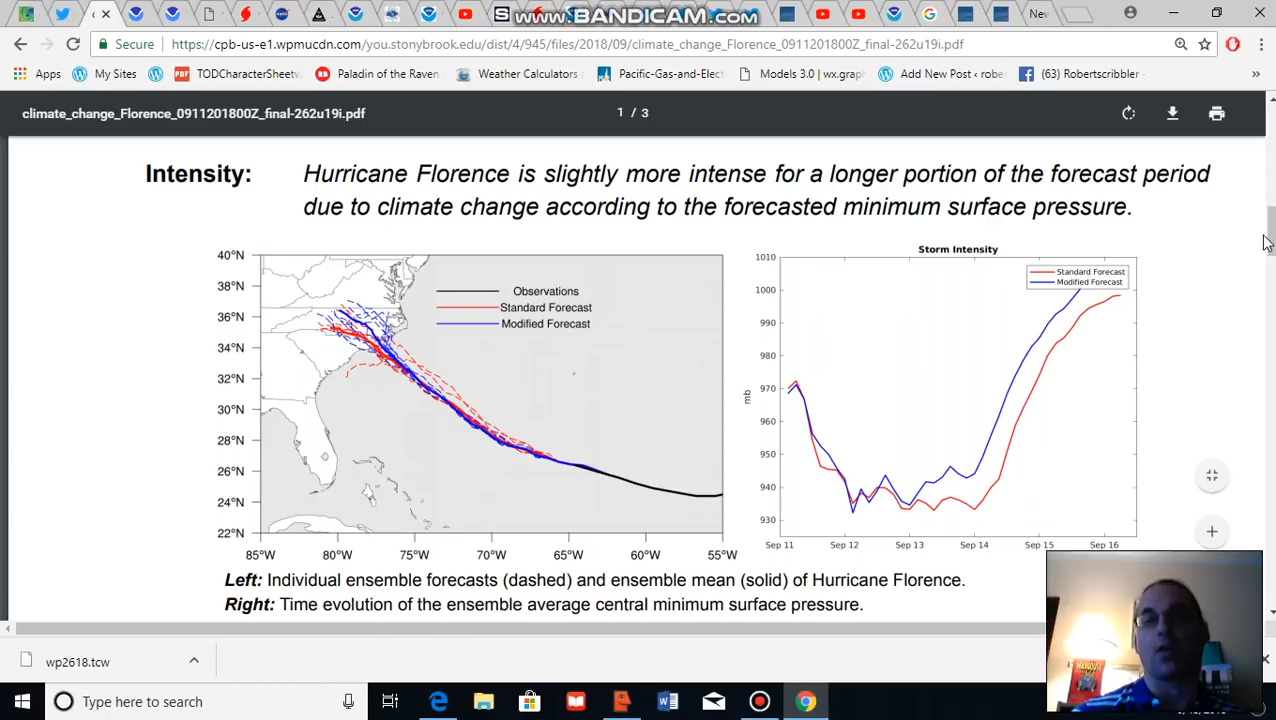 www.BANDICAM.com
New
Secure
https://cpb-us-e1.wpmucdn.com/you.stonybrook.edu/dist/4/945/files/2018/09/climate_change_Florence_0911201800Z_final-262u19i.pdf
Apps
My Sites
PDF
TODCharacterSheet
Paladin of the Raven
Weather Calculators
Pacific-Gas-and-Elect
Models 3.0 | wx.graph
Add New Post ‹ robe
(63) Robertscribbler
climate_change_Florence_0911201800Z_final-262u19i.pdf
1 / 3
Intensity: Hurricane Florence is slightly more intense for a longer portion of the forecast period
due to climate change according to the forecasted minimum surface pressure.
40°N
38°N
36°N
34°N
32°N
30°N
28°N
26°N
24°N
22°N
85°W 80°W 75°W 70°W 65°W 60°W 55°W
Observations
Standard Forecast
Modified Forecast
Storm Intensity
1010
1000
990
980
970
960
950
940
930
mb
Standard Forecast
Modified Forecast
Sep 11 Sep 12 Sep 13 Sep 14 Sep 15 Sep 16
Left: Individual ensemble forecasts (dashed) and ensemble mean (solid) of Hurricane Florence.
Right: Time evolution of the ensemble average central minimum surface pressure.
wp2618.tcw
Type here to search